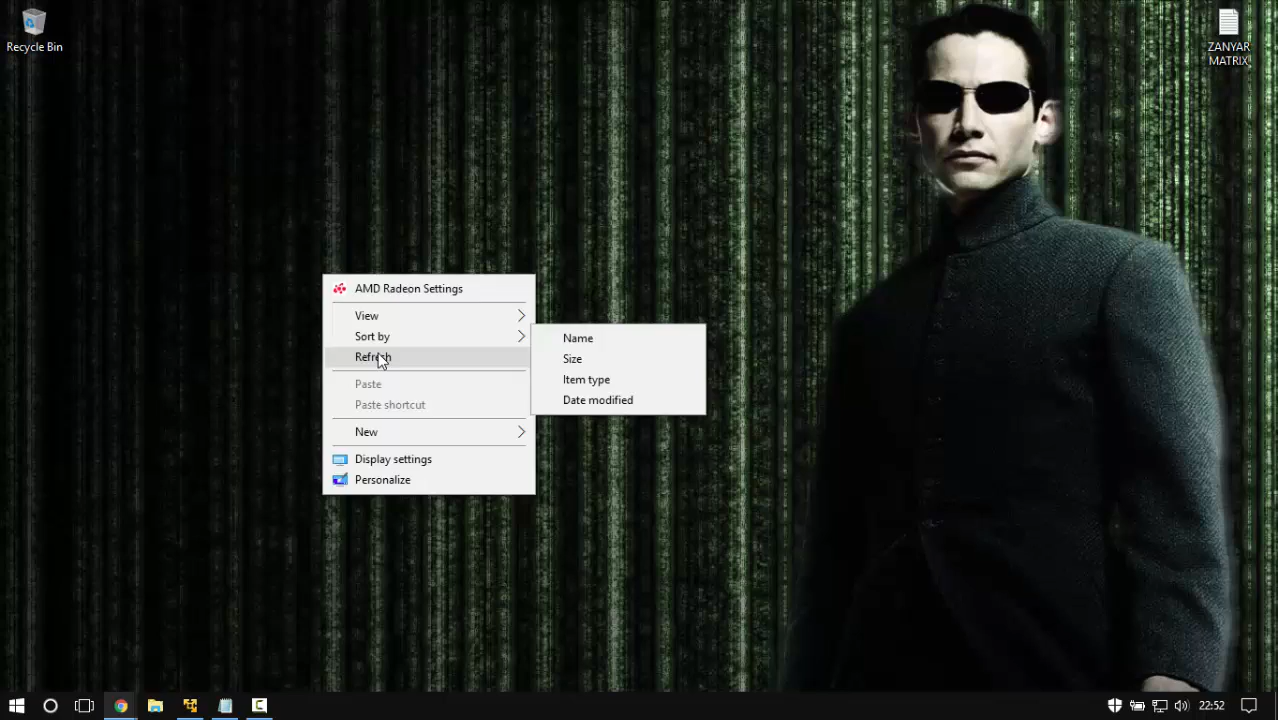 Recycle Bin
ZANYAR
MATRIX
AMD Radeon Settings
View
Sort by
Refresh
Paste
Paste shortcut
New
Display settings
Personalize
Name
Size
Item type
Date modified
22:52